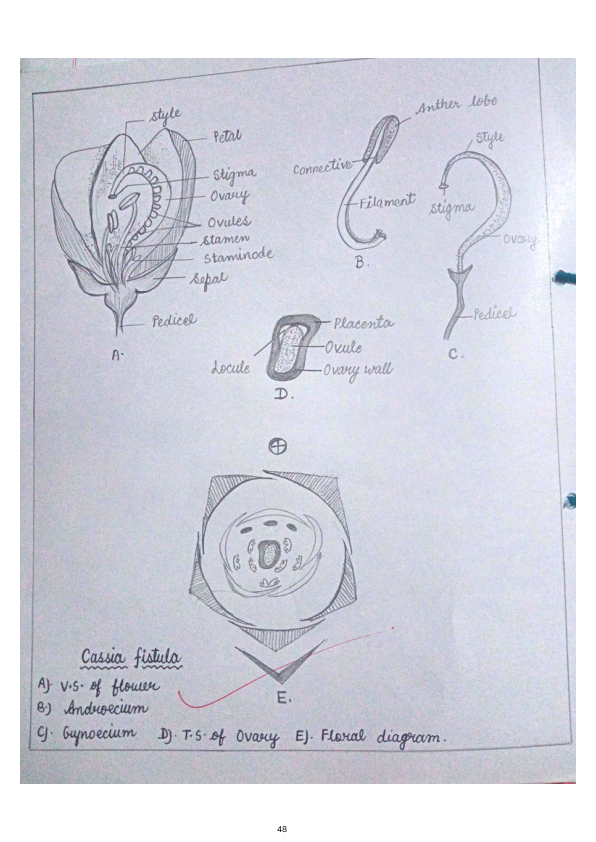 Style
Petal
Stigma
Ovary
Ovules
Stamen
Staminode
Sepal
Pedicel
A.
Anther lobe
Connective
Filament
B.
Style
Stigma
Ovary
Pedicel
C.
Placenta
Ovule
Locule
Ovary wall
D.
E.
Cassia fistula
A). V.S. of flower
B.) Androecium
C). Gynoecium D). T.S. of Ovary E). Floral diagram.
48